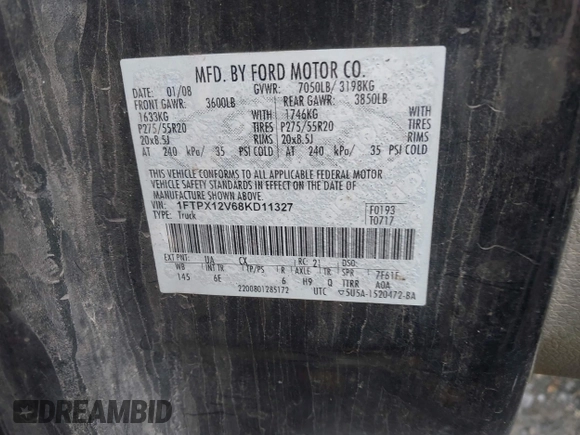 MFD. BY FORD MOTOR CO.
DATE: 01/08 GVWR: 7050LB/ 3198KG
FRONT GAWR: 3600LB REAR GAWR: 3850LB
1633KG 1746KG
P275/55R20 TIRES P275/55R20 TIRES
20x8.5J RIMS 20x8.5J RIMS
AT 240 kPa/ 35 PSI COLD AT 240 kPa/ 35 PSI COLD
THIS VEHICLE CONFORMS TO ALL APPLICABLE FEDERAL MOTOR
VEHICLE SAFETY STANDARDS IN EFFECT ON THE DATE OF
MANUFACTURE SHOWN ABOVE.
VIN: 1FTPX12V68KD11327 F0193
TYPE: Truck T0717
EXT PNT: UA CX RC: 21 DSO:
WB INT TR TP/PS R AXLE TR SPR 7F61F
145 6E 6 H9 Q TTRR AOA
2200801285172 UTC ▽5U5A-1520472-BA
DREAMBID